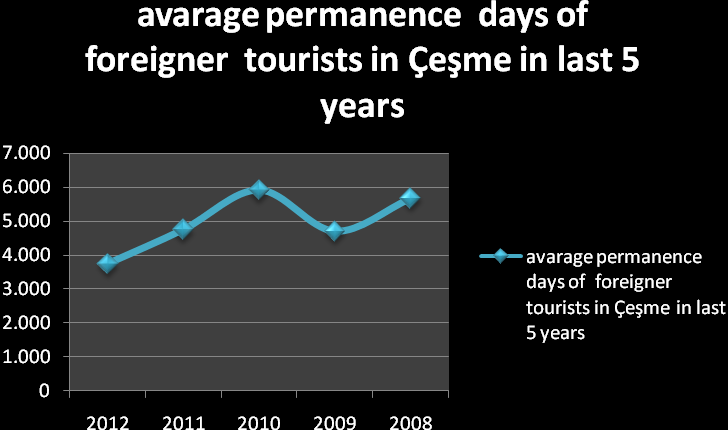 avarage permanence days of
foreigner tourists in Çeşme in last 5
years
7.000
6.000
5.000
4.000
3.000
2.000
1.000
0
2012 2011 2010 2009 2008
avarage permanence
days of foreigner
tourists in Çeşme in last
5 years